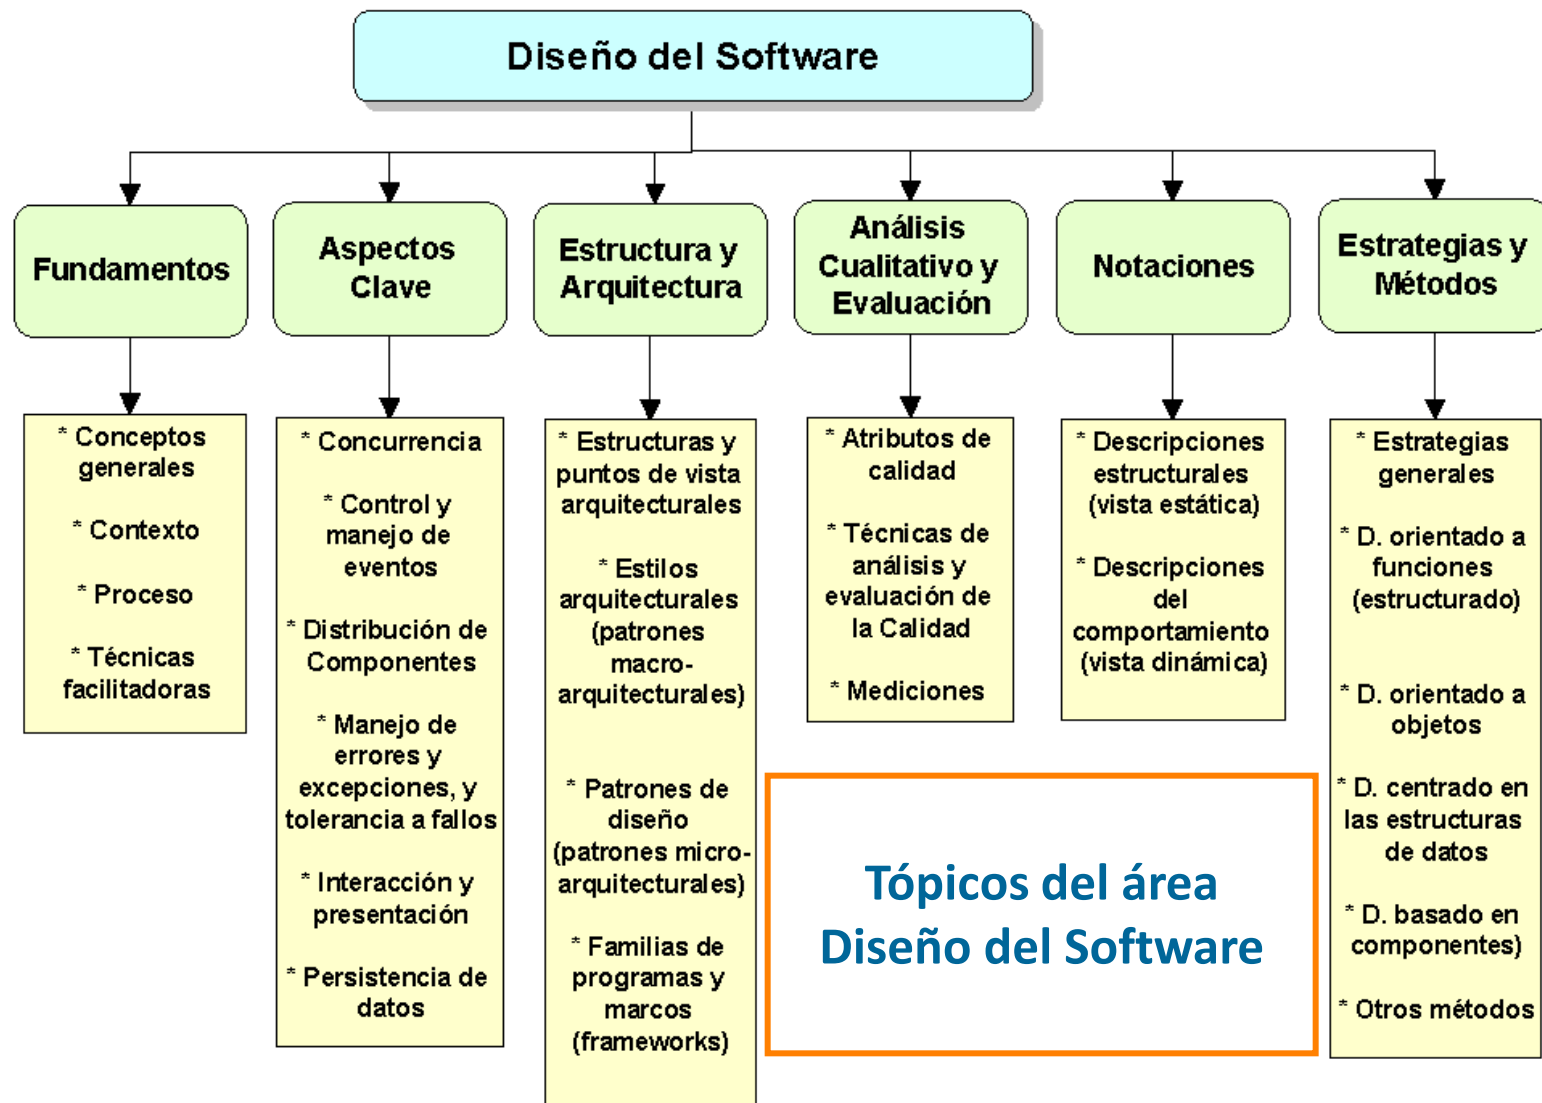 Diseño del Software
Fundamentos
Aspectos
Clave
Estructura y
Arquitectura
Análisis
Cualitativo y
Evaluación
Notaciones
Estrategias y
Métodos
* Conceptos
generales
* Contexto
* Proceso
* Técnicas
facilitadoras
* Concurrencia
* Control y
manejo de
eventos
* Distribución de
Componentes
* Manejo de
errores y
excepciones, y
tolerancia a fallos
* Interacción y
presentación
* Persistencia de
datos
* Estructuras y
puntos de vista
arquitecturales
* Estilos
arquitecturales
(patrones
macro-
arquitecturales)
* Patrones de
diseño
(patrones micro-
arquitecturales)
* Familias de
programas y
marcos
(frameworks)
* Atributos de
calidad
* Técnicas de
análisis y
evaluación de
la Calidad
* Mediciones
* Descripciones
estructurales
(vista estática)
* Descripciones
del
comportamiento
(vista dinámica)
* Estrategias
generales
* D. orientado a
funciones
(estructurado)
* D. orientado a
objetos
* D. centrado en
las estructuras
de datos
* D. basado en
componentes)
* Otros métodos
Tópicos del área
Diseño del Software